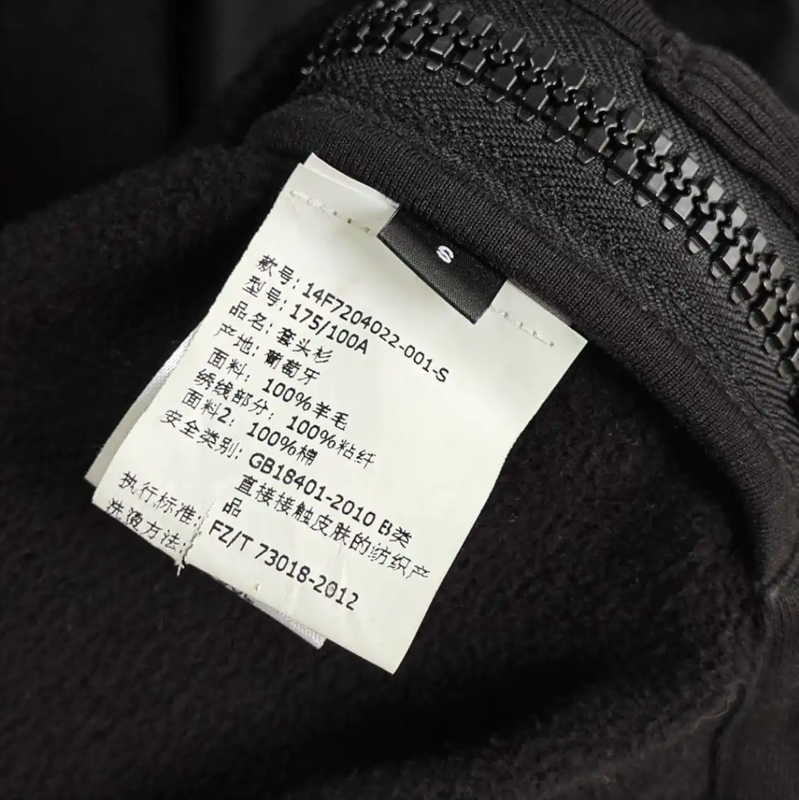 S
款号: 14F7204022-001-S
型号: 175/100A
品名: 套头衫
产地: 葡萄牙
面料: 100%羊毛
绣线部分: 100%粘纤
面料2: 100%棉
安全类别: GB18401-2010 B类
直接接触皮肤的纺织产
品
执行标准: FZ/T 73018-2012
洗涤方法: